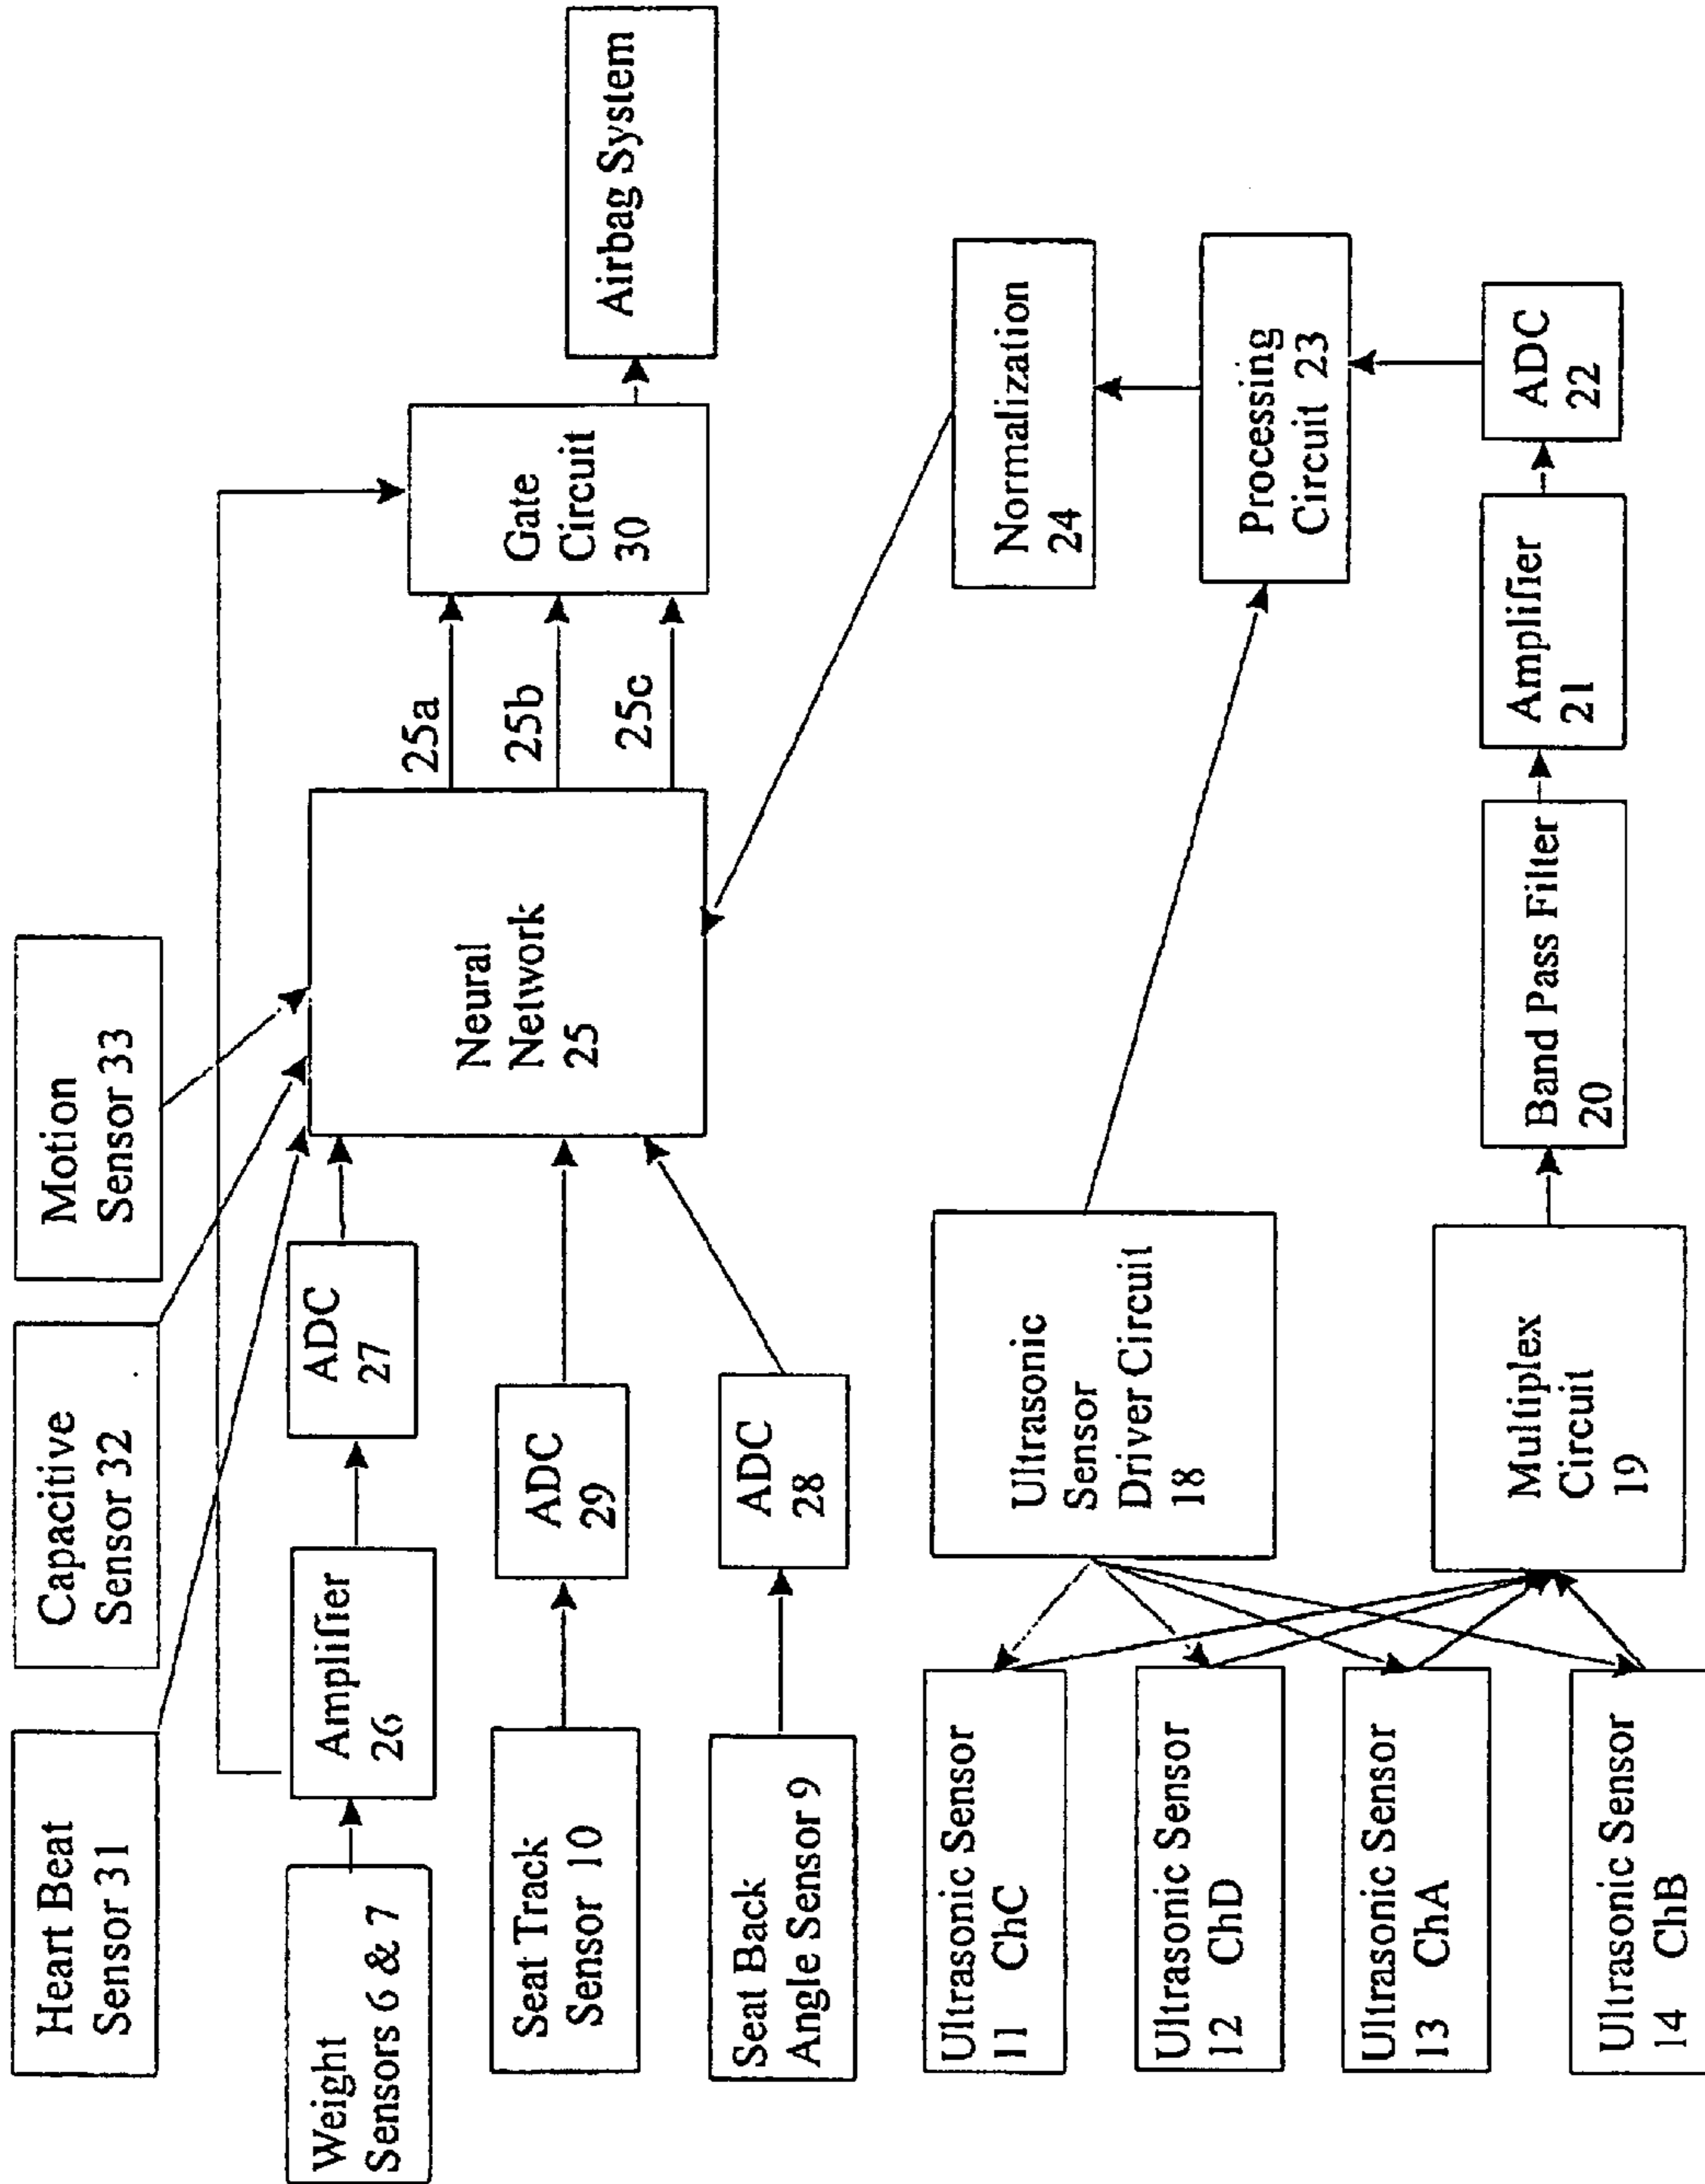 Heart Beat
Sensor 31
Capacitive
Sensor 32
Motion
Sensor 33
Weight
Sensors 6 & 7
Amplifier
26
ADC
27
Seat Track
Sensor 10
ADC
29
Seat Back
Angle Sensor 9
ADC
28
Neural
Network
25
25a
25b
25c
Gate
Circuit
30
Airbag System
Ultrasonic Sensor
11 ChC
Ultrasonic Sensor
12 ChD
Ultrasonic Sensor
13 ChA
Ultrasonic Sensor
14 ChB
Ultrasonic
Sensor
Driver Circuit
18
Multiplex
Circuit
19
Band Pass Filter
20
Amplifier
21
ADC
22
Processing
Circuit 23
Normalization
24